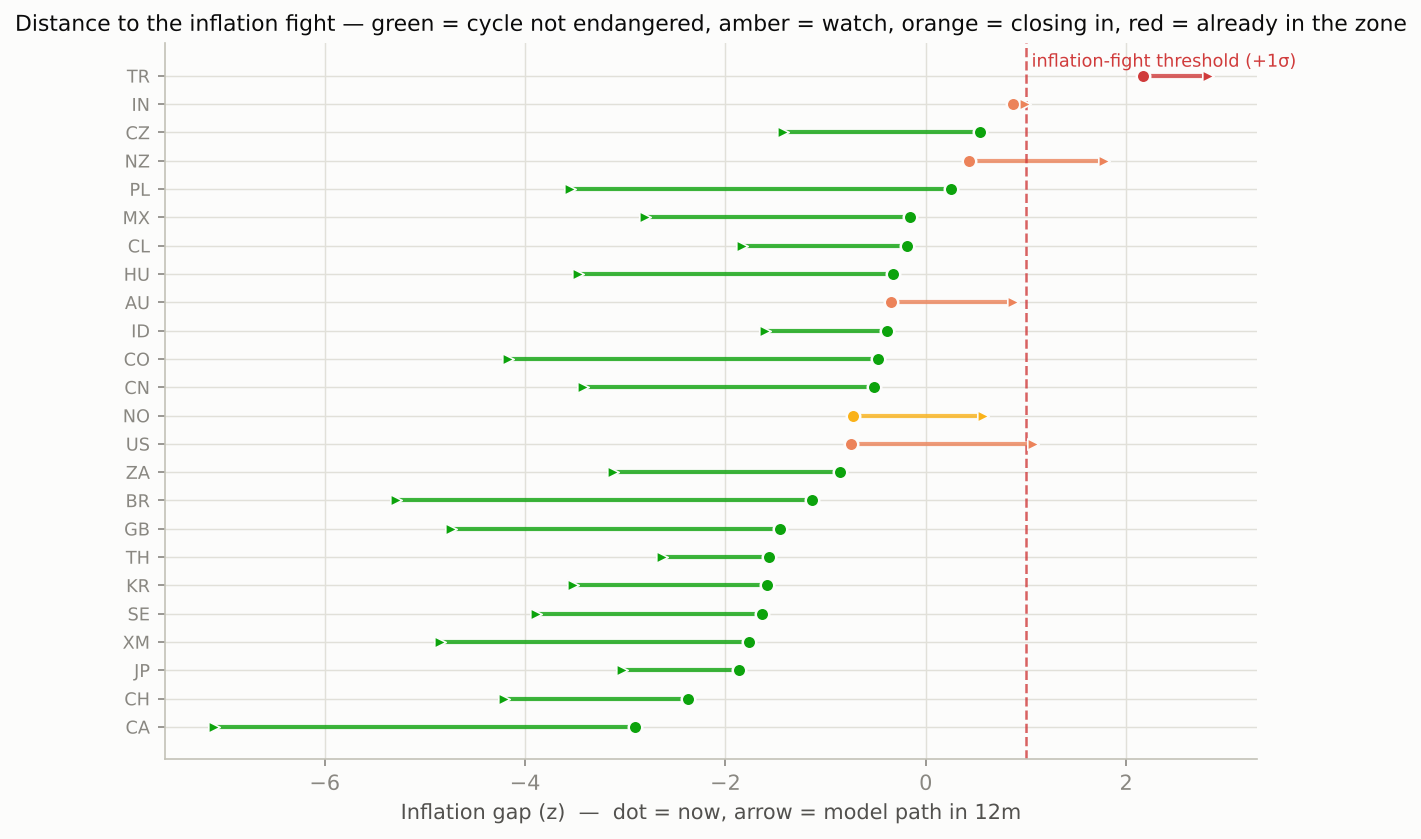 Distance to the inflation fight — green = cycle not endangered, amber = watch, orange = closing in, red = already in the zone
inflation-fight threshold (+1σ)
TR
IN
CZ
NZ
PL
MX
CL
HU
AU
ID
CO
CN
NO
US
ZA
BR
GB
TH
KR
SE
XM
JP
CH
CA
−6 −4 −2 0 2
Inflation gap (z) — dot = now, arrow = model path in 12m